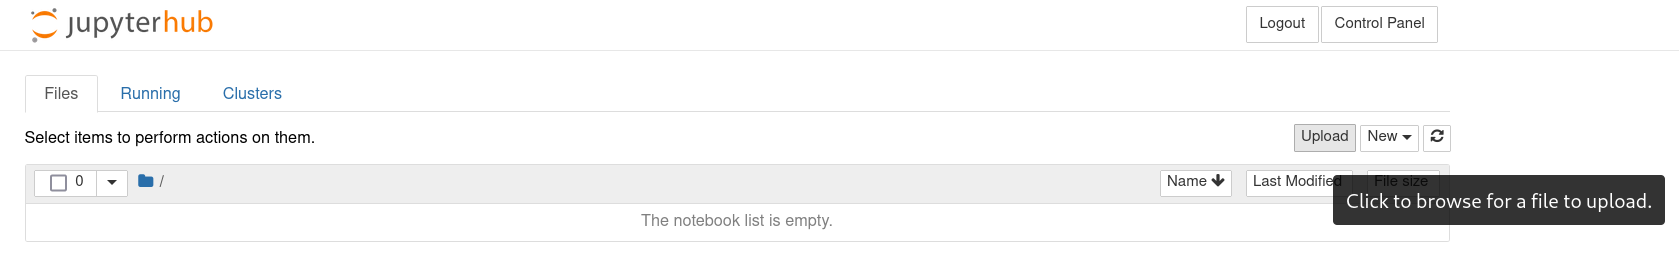 jupyterhub Logout Control Panel
Files Running Clusters
Select items to perform actions on them. Upload New
0 / Name Last Modified File size
Click to browse for a file to upload.
The notebook list is empty.